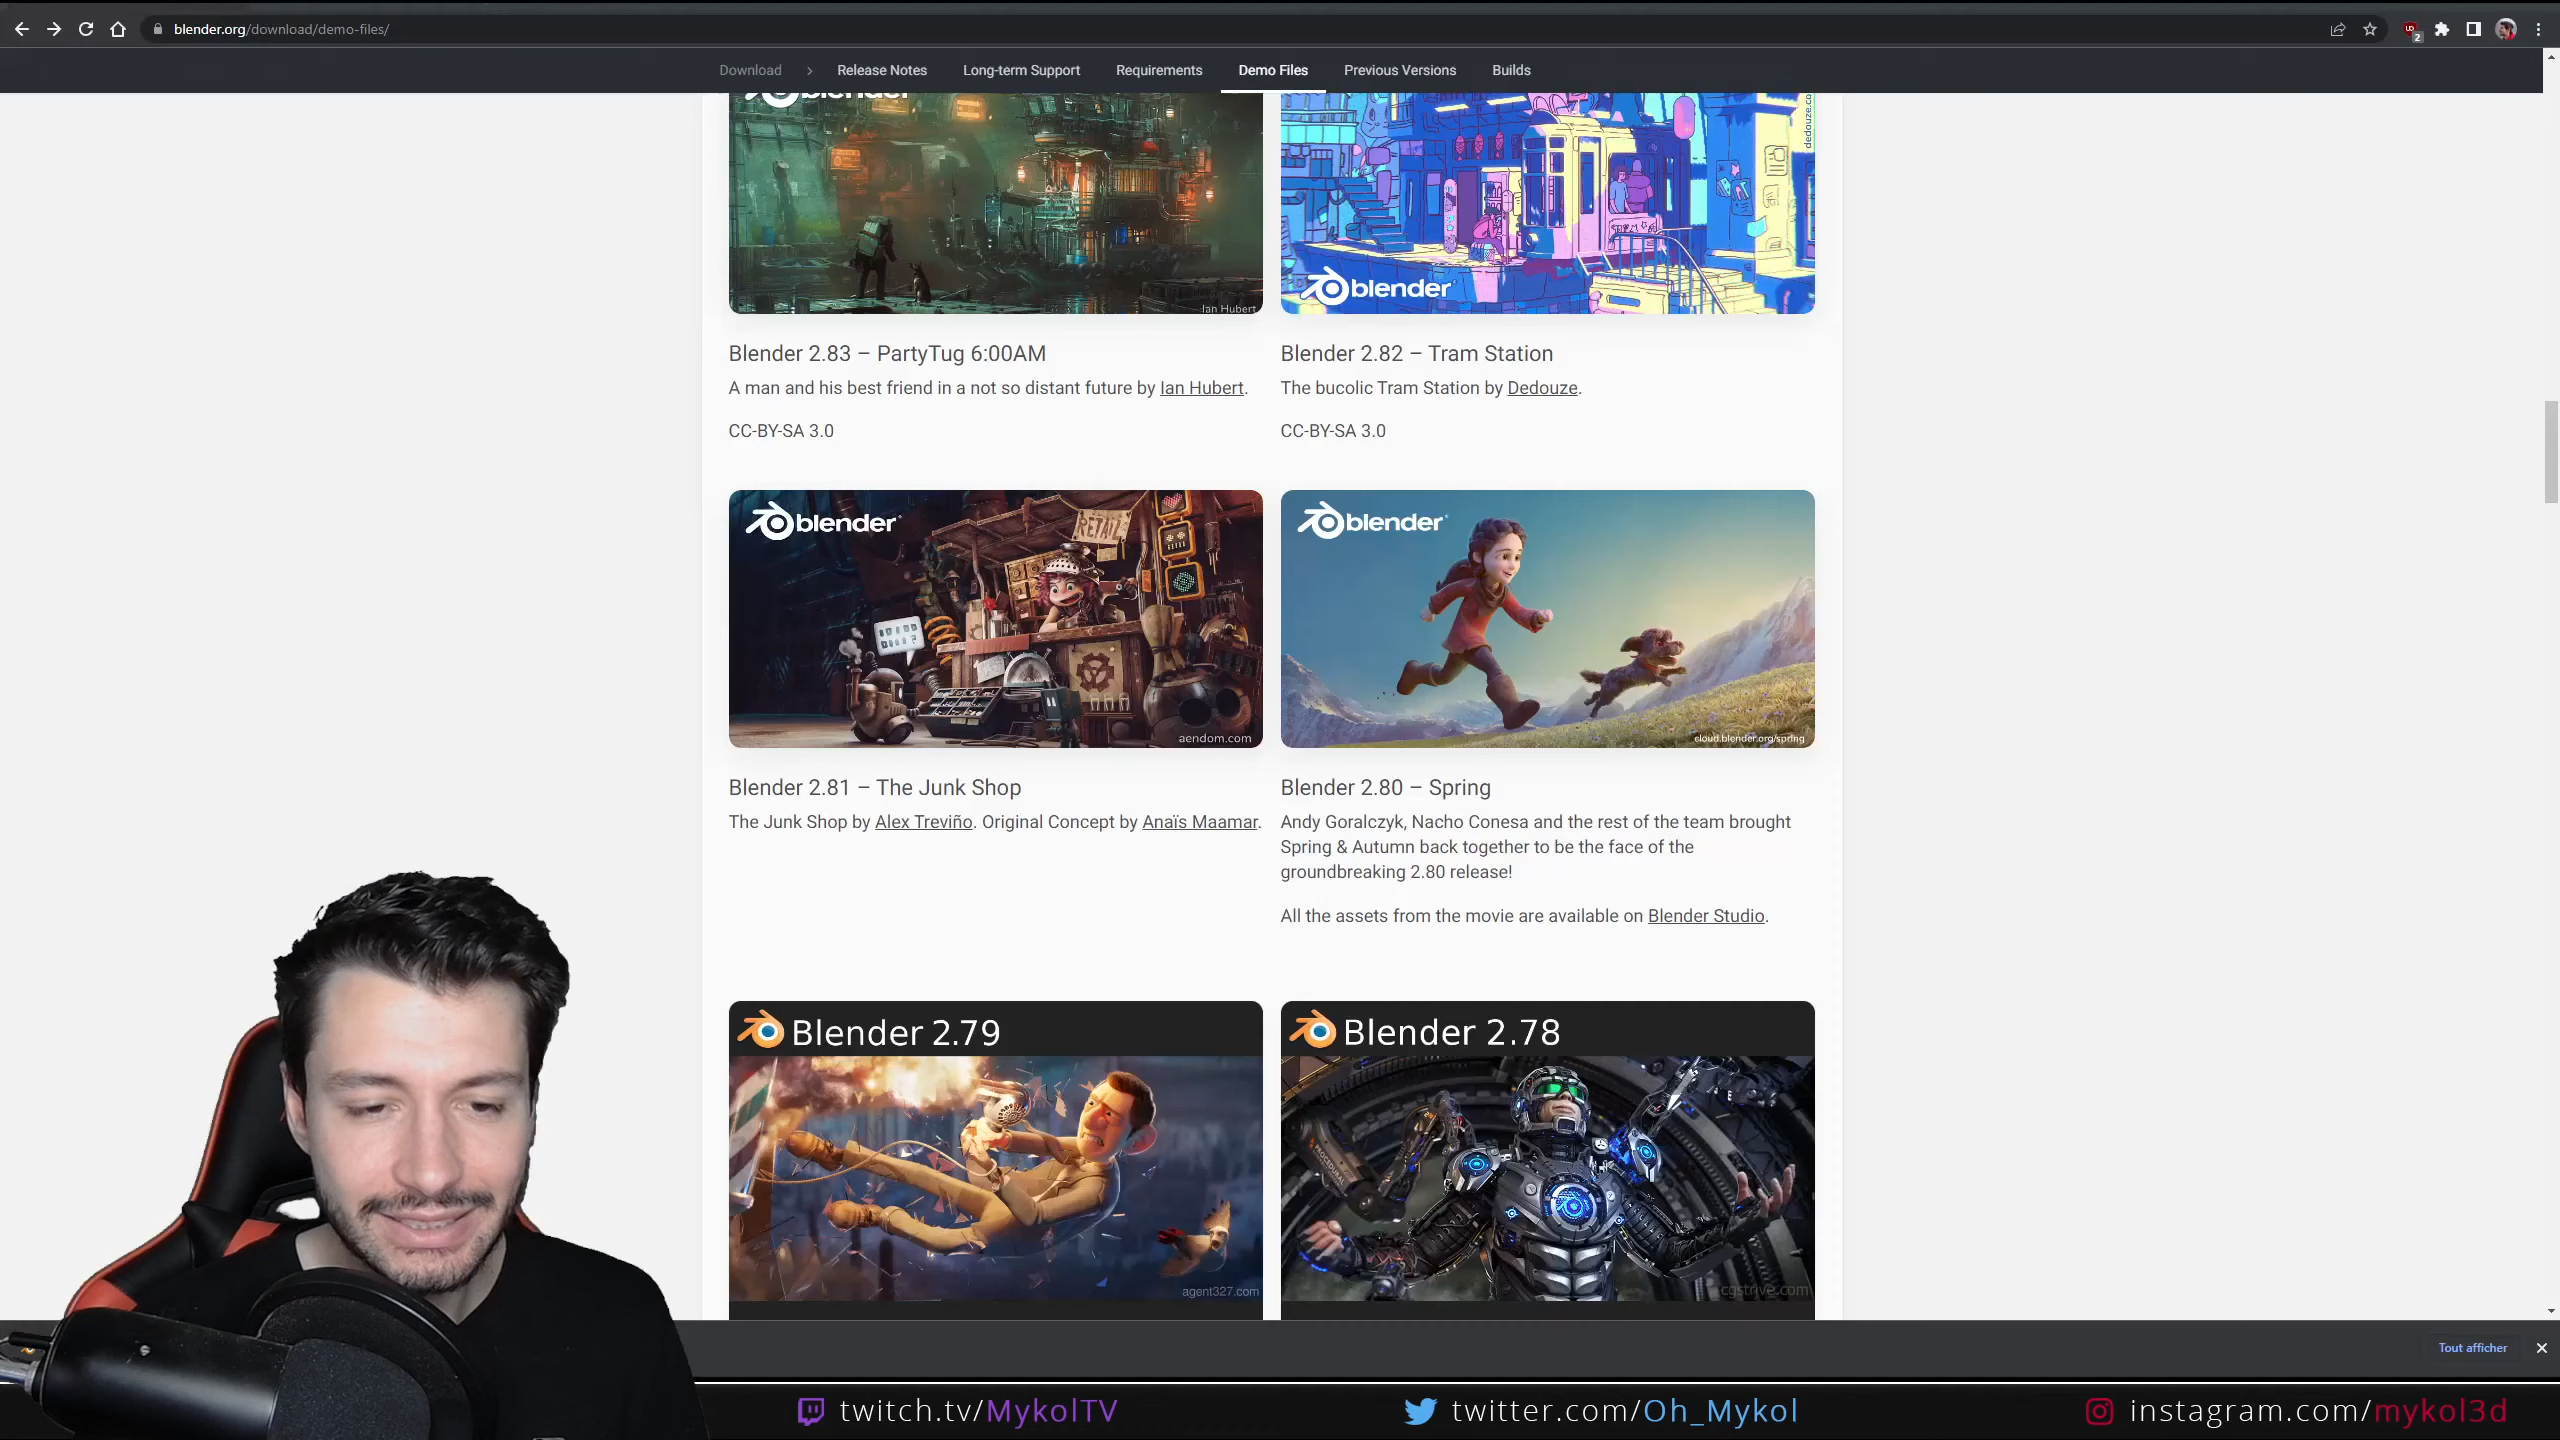 blender.org/download/demo-files/
2
Download > Release Notes Long-term Support Requirements Demo Files Previous Versions Builds
blender
Ian Hubert
dedouze.co
blender
Blender 2.83 – PartyTug 6:00AM
A man and his best friend in a not so distant future by Ian Hubert.
CC-BY-SA 3.0
Blender 2.82 – Tram Station
The bucolic Tram Station by Dedouze.
CC-BY-SA 3.0
blender
RETAIL
aendom.com
blender
cloud.blender.org/spring
Blender 2.81 – The Junk Shop
The Junk Shop by Alex Treviño. Original Concept by Anaïs Maamar.
Blender 2.80 – Spring
Andy Goralczyk, Nacho Conesa and the rest of the team brought
Spring & Autumn back together to be the face of the
groundbreaking 2.80 release!
All the assets from the movie are available on Blender Studio.
Blender 2.79
agent327.com
Blender 2.78
cgstrive.com
Tout afficher
twitch.tv/MykolTV
twitter.com/Oh_Mykol
instagram.com/mykol3d